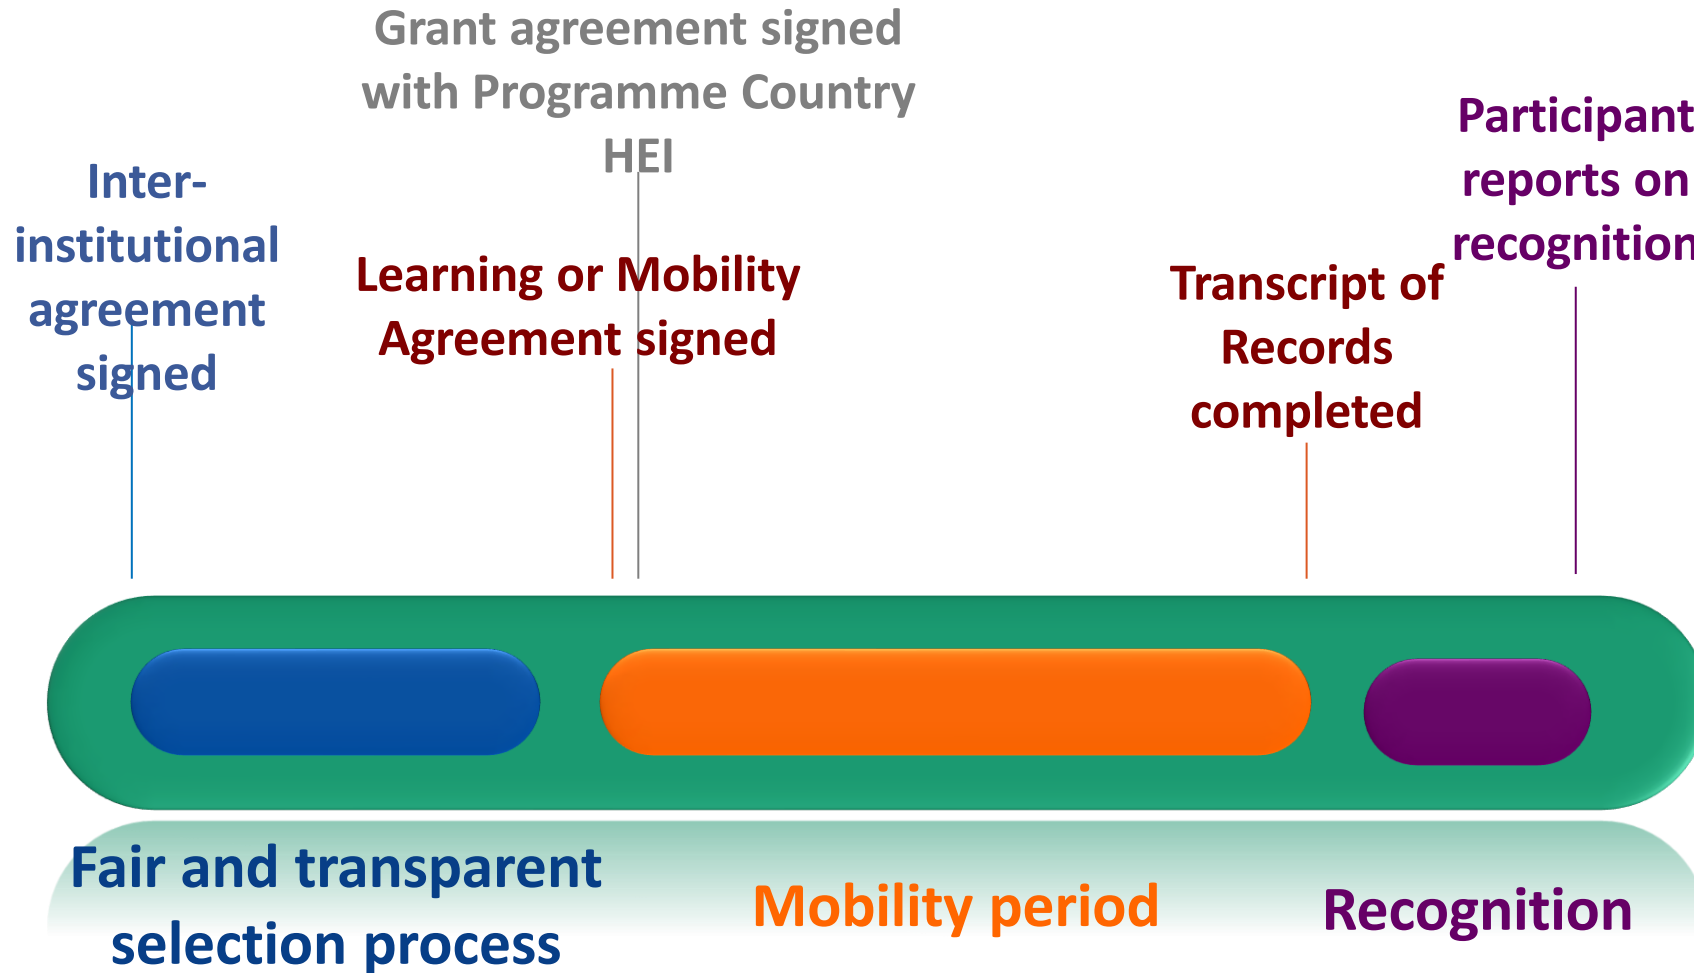 Grant agreement signed
with Programme Country
HEI
Inter-
institutional
agreement
signed
Learning or Mobility
Agreement signed
Transcript of
Records
completed
Participant
reports on
recognition
Fair and transparent
selection process
Mobility period
Recognition